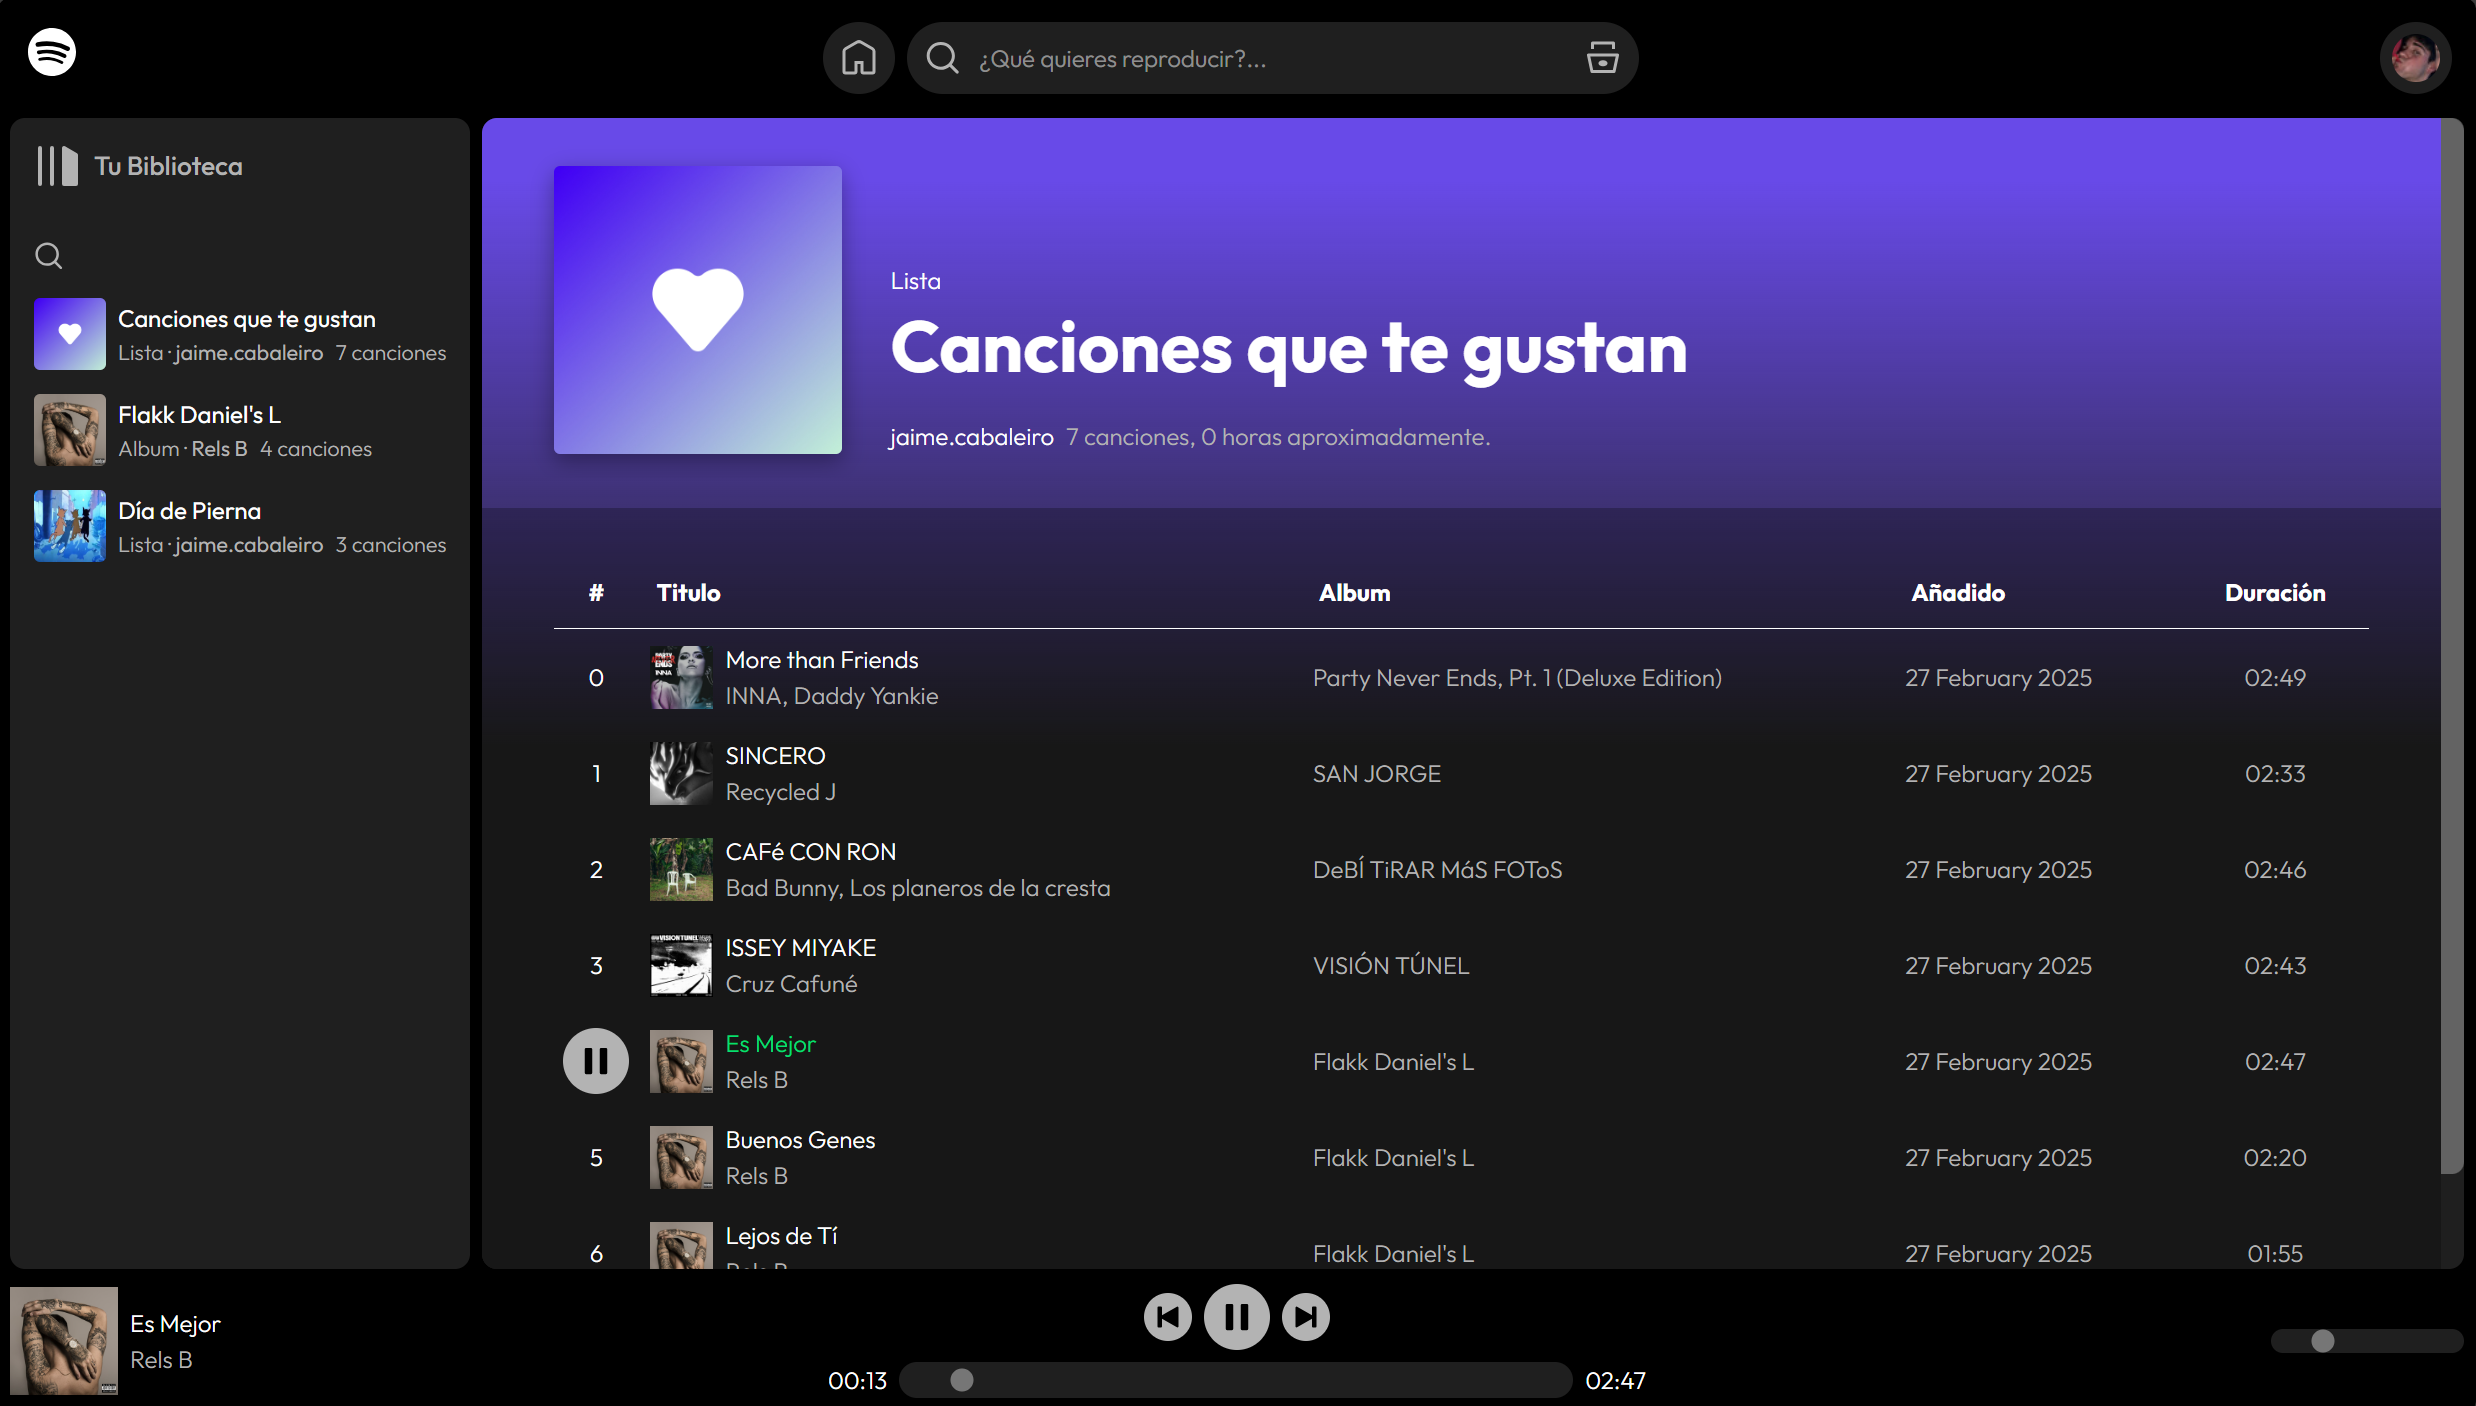 ¿Qué quieres reproducir?...
Tu Biblioteca
Canciones que te gustan
Lista · jaime.cabaleiro 7 canciones
Flakk Daniel's L
Album · Rels B 4 canciones
Día de Pierna
Lista · jaime.cabaleiro 3 canciones
Lista
Canciones que te gustan
jaime.cabaleiro 7 canciones, 0 horas aproximadamente.
# Titulo Album Añadido Duración
0 More than Friends Party Never Ends, Pt. 1 (Deluxe Edition) 27 February 2025 02:49
INNA, Daddy Yankie
1 SINCERO SAN JORGE 27 February 2025 02:33
Recycled J
2 CAFé CON RON DeBÍ TiRAR MáS FOToS 27 February 2025 02:46
Bad Bunny, Los planeros de la cresta
3 ISSEY MIYAKE VISIÓN TÚNEL 27 February 2025 02:43
Cruz Cafuné
Es Mejor Flakk Daniel's L 27 February 2025 02:47
Rels B
5 Buenos Genes Flakk Daniel's L 27 February 2025 02:20
Rels B
6 Lejos de Tí Flakk Daniel's L 27 February 2025 01:55
Rels B
Es Mejor
Rels B
00:13 02:47